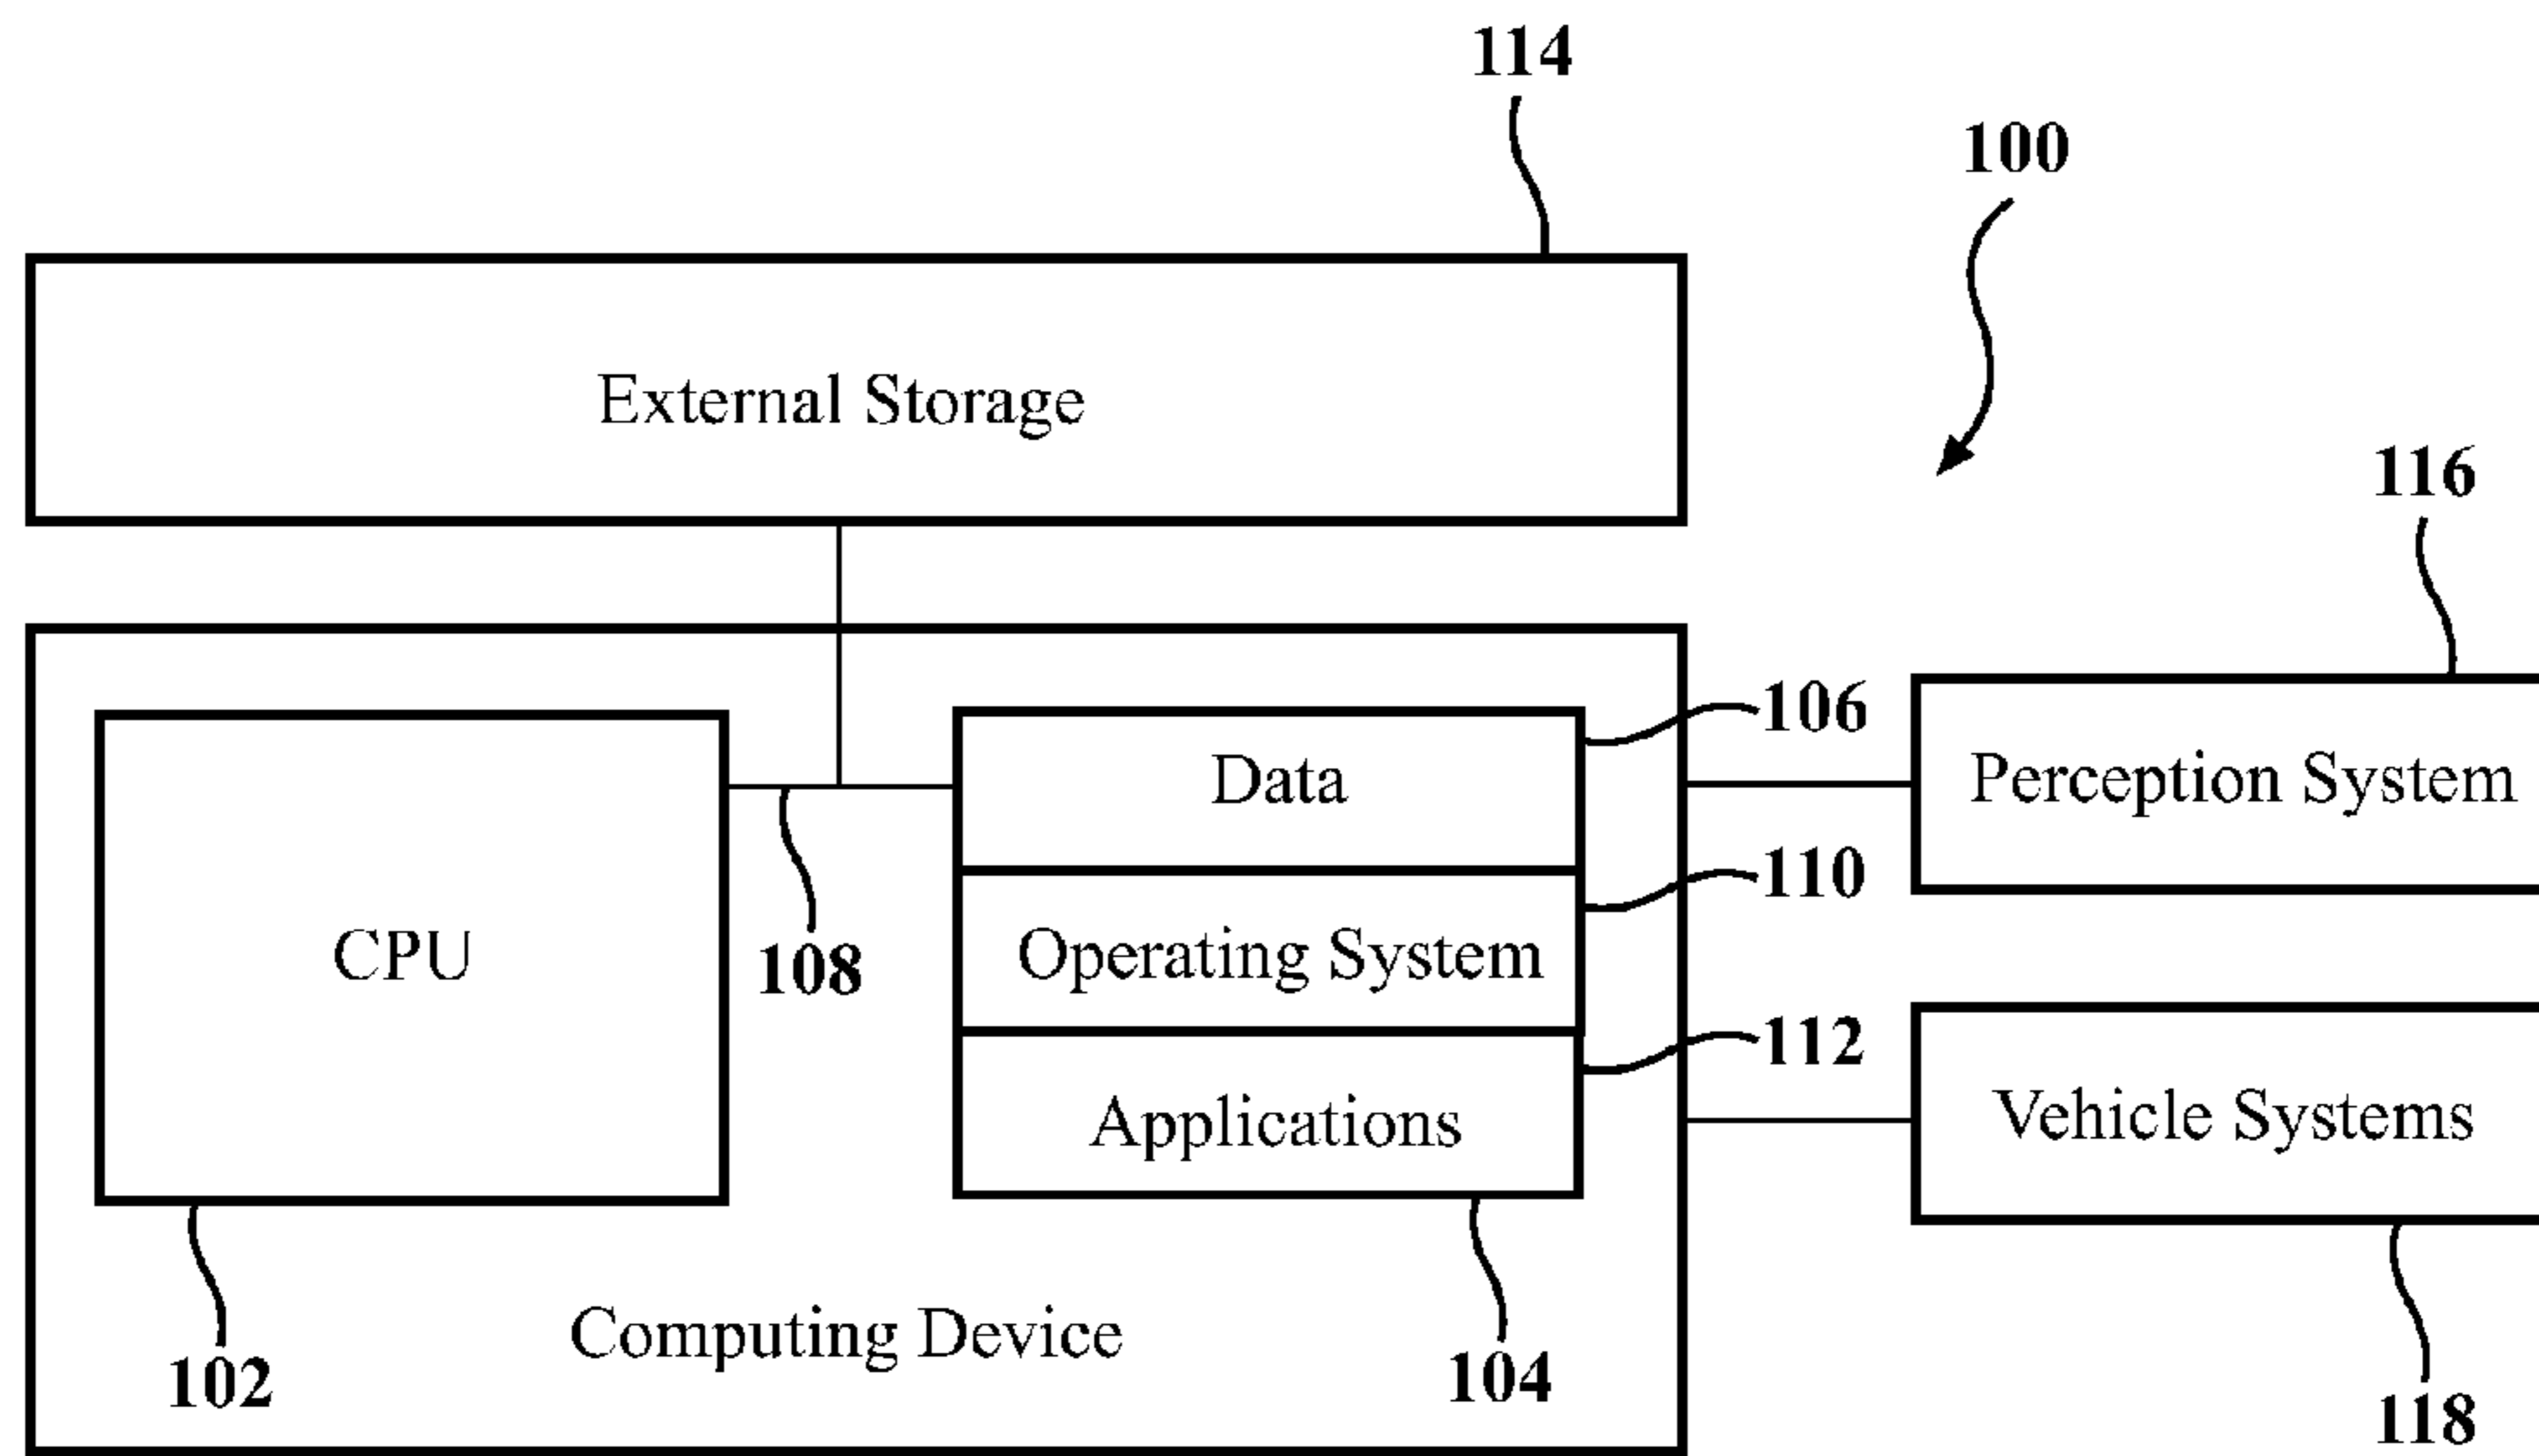 114
100
External Storage
116
106
Data
Perception System
110
CPU
Operating System
108
112
Applications
Vehicle Systems
Computing Device
102
104
118